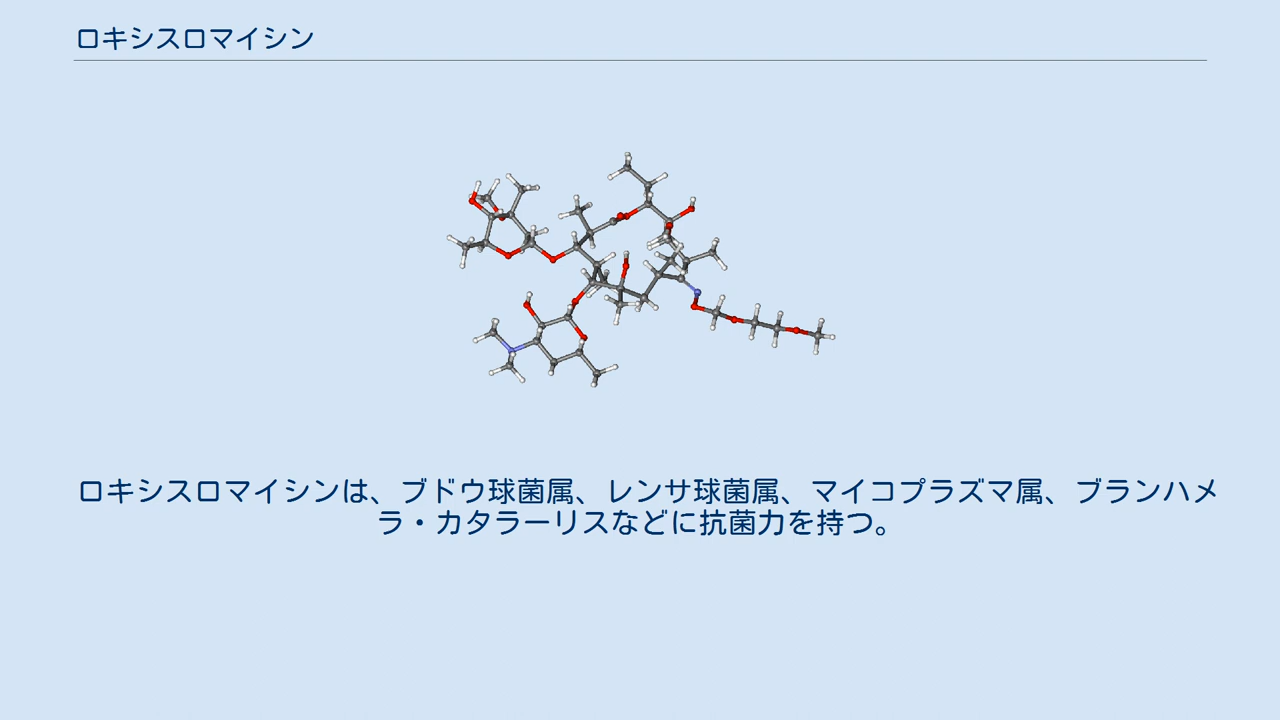 ロキシスロマイシン
ロキシスロマイシンは、ブドウ球菌属、レンサ球菌属、マイコプラズマ属、ブランハメ
ラ・カタラーリスなどに抗菌力を持つ。